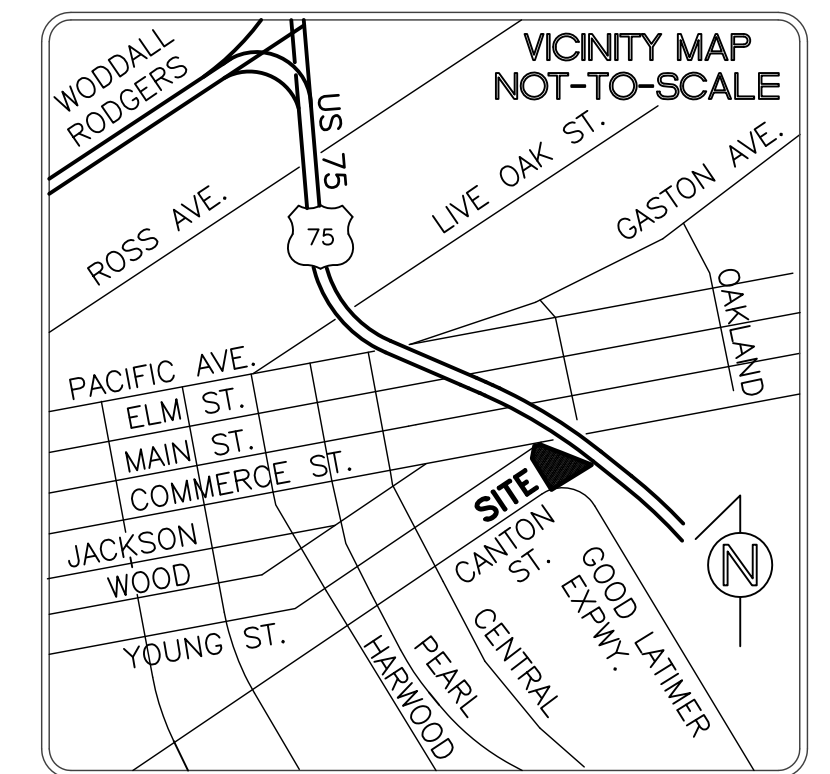 VICINITY MAP
NOT-TO-SCALE
WODDALL
RODGERS
US 75
75
ROSS AVE.
LIVE OAK ST.
GASTON AVE.
OAKLAND
PACIFIC AVE.
ELM ST.
MAIN ST.
COMMERCE ST.
JACKSON
WOOD
YOUNG ST.
SITE
CANTON
ST.
GOOD LATIMER
EXPWY.
CENTRAL
PEARL
HARWOOD
N